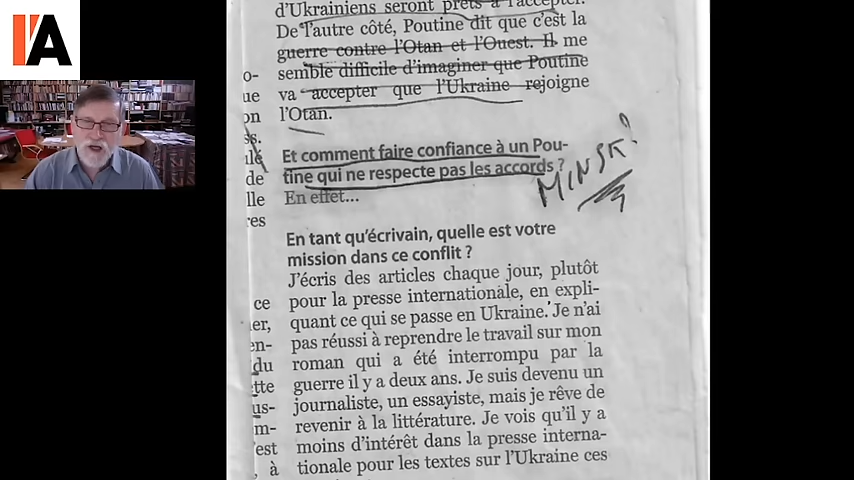 IA
d'Ukrainiens seront prêts à l'accepter.
De l'autre côté, Poutine dit que c'est la
guerre contre l'Otan et l'Ouest. Il me
semble difficile d'imaginer que Poutine
va accepter que l'Ukraine rejoigne
l'Otan.
Et comment faire confiance à un Pou-
tine qui ne respecte pas les accords ?
MINSK?
En effet...
En tant qu'écrivain, quelle est votre
mission dans ce conflit ?
J'écris des articles chaque jour, plutôt
pour la presse internationale, en expli-
quant ce qui se passe en Ukraine. Je n'ai
pas réussi à reprendre le travail sur mon
roman qui a été interrompu par la
guerre il y a deux ans. Je suis devenu un
journaliste, un essayiste, mais je rêve de
revenir à la littérature. Je vois qu'il y a
moins d'intérêt dans la presse interna-
tionale pour les textes sur l'Ukraine ces